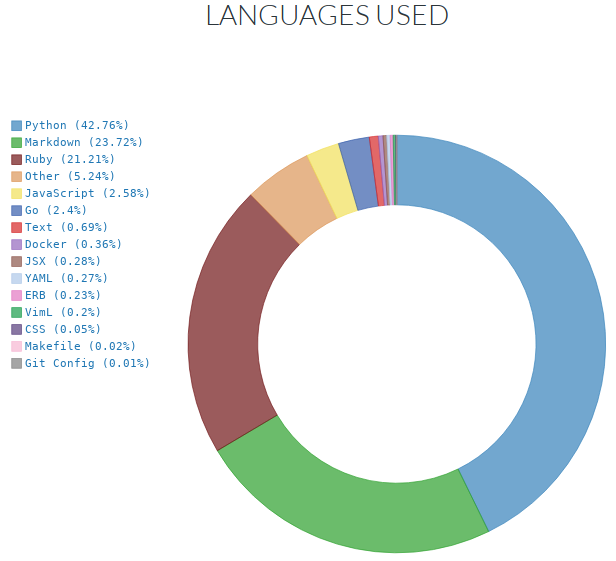 LANGUAGES USED
Python (42.76%)
Markdown (23.72%)
Ruby (21.21%)
Other (5.24%)
JavaScript (2.58%)
Go (2.4%)
Text (0.69%)
Docker (0.36%)
JSX (0.28%)
YAML (0.27%)
ERB (0.23%)
VimL (0.2%)
CSS (0.05%)
Makefile (0.02%)
Git Config (0.01%)